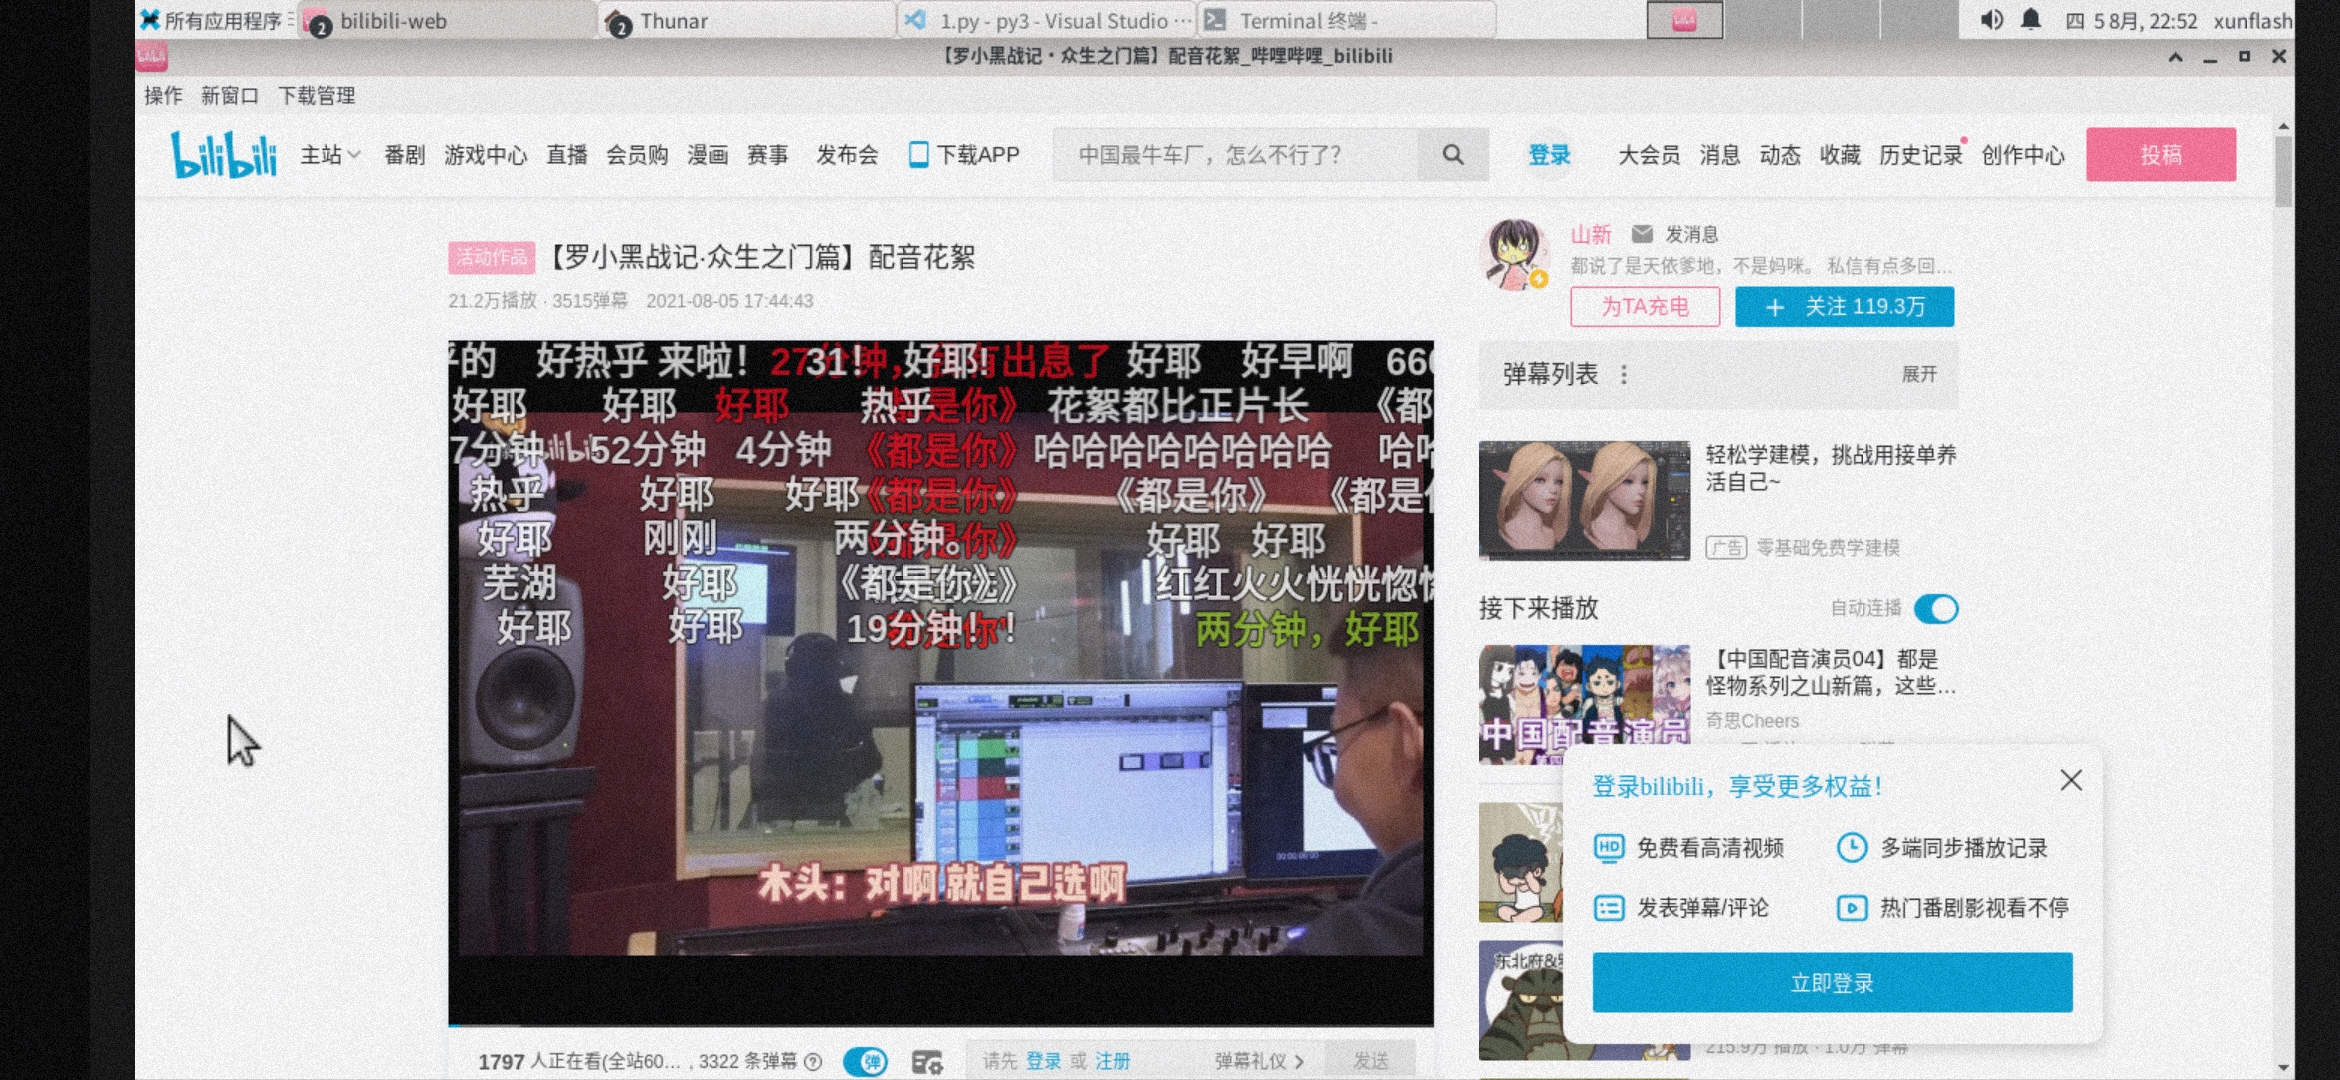 所有应用程序
2 bilibili-web
2 Thunar
1.py - py3 - Visual Studio ···
Terminal 终端 -
四 5 8月, 22:52 xunflash
【罗小黑战记·众生之门篇】配音花絮_哔哩哔哩_bilibili
操作 新窗口 下载管理
bilibili 主站 番剧 游戏中心 直播 会员购 漫画 赛事 发布会 下载APP
中国最牛车厂，怎么不行了？
登录 大会员 消息 动态 收藏 历史记录 创作中心 投稿
活动作品 【罗小黑战记·众生之门篇】配音花絮
21.2万播放 · 3515弹幕 2021-08-05 17:44:43
好热乎 来啦！ 31！ 好耶! 有出息了 好耶 好早啊
好耶 好耶 好耶 热乎 是你》 花絮都比正片长 《都
7分钟 52分钟 4分钟 《都是你》 哈哈哈哈哈哈哈哈 哈
热乎 好耶 好耶 《都是你》 《都是你》 《都是
好耶 刚刚 两分钟。 你》 好耶 好耶
芜湖 好耶 《都是你》 红红火火恍恍惚
好耶 好耶 19分钟！！ 两分钟，好耶
木头：对啊 就自己选啊
1797 人正在看(全站60... , 3322 条弹幕
弹
请先 登录 或 注册 弹幕礼仪 发送
山新 发消息
都说了是天依爹地，不是妈咪。 私信有点多回...
为TA充电 + 关注 119.3万
弹幕列表 展开
轻松学建模，挑战用接单养
活自己~
广告 零基础免费学建模
接下来播放 自动连播
中国配音演员
【中国配音演员04】都是
怪物系列之山新篇，这些...
奇思Cheers
东北府&
登录bilibili，享受更多权益！
HD 免费看高清视频 多端同步播放记录
发表弹幕/评论 热门番剧影视看不停
立即登录
215.9万 播放 · 1.0万 弹幕